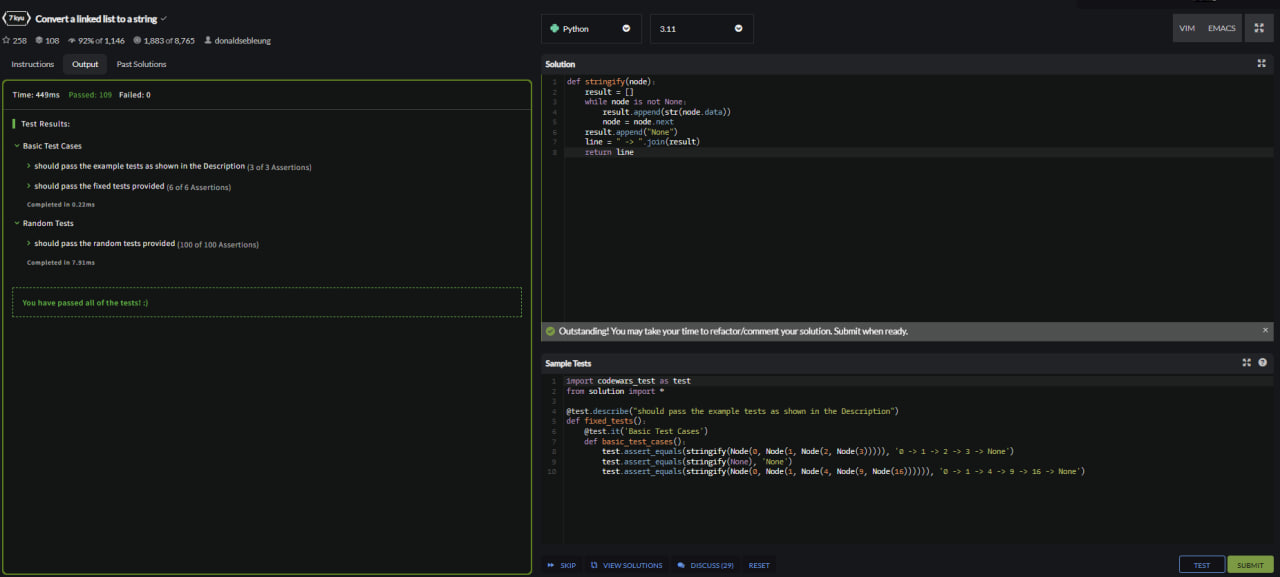 7 kyu Convert a linked list to a string
258 108 92% of 1,146 1,883 of 8,765 donaldsebleung
Instructions Output Past Solutions
Time: 449ms Passed: 109 Failed: 0
Test Results:
Basic Test Cases
should pass the example tests as shown in the Description (3 of 3 Assertions)
should pass the fixed tests provided (6 of 6 Assertions)
Completed in 0.22ms
Random Tests
should pass the random tests provided (100 of 100 Assertions)
Completed in 7.91ms
You have passed all of the tests! :)
Python 3.11 VIM EMACS
Solution
1 def stringify(node):
2 result = []
3 while node is not None:
4 result.append(str(node.data))
5 node = node.next
6 result.append("None")
7 line = " -> ".join(result)
8 return line
Outstanding! You may take your time to refactor/comment your solution. Submit when ready.
Sample Tests
1 import codewars_test as test
2 from solution import *
3
4 @test.describe("should pass the example tests as shown in the Description")
5 def fixed_tests():
6 @test.it('Basic Test Cases')
7 def basic_test_cases():
8 test.assert_equals(stringify(Node(0, Node(1, Node(2, Node(3))))), '0 -> 1 -> 2 -> 3 -> None')
9 test.assert_equals(stringify(None), 'None')
10 test.assert_equals(stringify(Node(0, Node(1, Node(4, Node(9, Node(16)))))), '0 -> 1 -> 4 -> 9 -> 16 -> None')
SKIP VIEW SOLUTIONS DISCUSS (29) RESET TEST SUBMIT